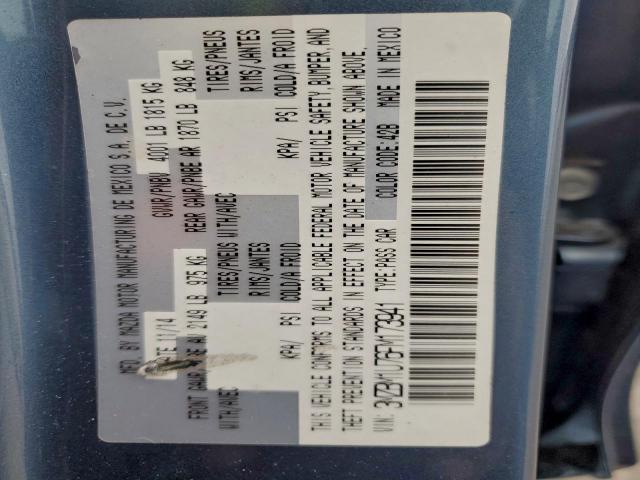 MFD. BY MAZDA MOTOR MANUFACTURING DE MEXICO S.A. DE C.V.
11/14 GVWR/PNBV 4001 LB 1815 KG
FRONT GAWR/ AV 2149 LB 975 KG REAR GAWR/PNBE AR 1870 LB 848 KG
WITH/AVEC TIRES/PNEUS WITH/AVEC TIRES/PNEUS
RIMS/JANTES RIMS/JANTES
KPA/ PSI COLD/A FROID KPA/ PSI COLD/A FROID
THIS VEHICLE CONFORMS TO ALL APPLICABLE FEDERAL MOTOR VEHICLE SAFETY, BUMPER, AND
THEFT PREVENTION STANDARDS IN EFFECT ON THE DATE OF MANUFACTURE SHOWN ABOVE.
COLOR CODE: 42B MADE IN MEXICO
VIN: TYPE:PASS CAR